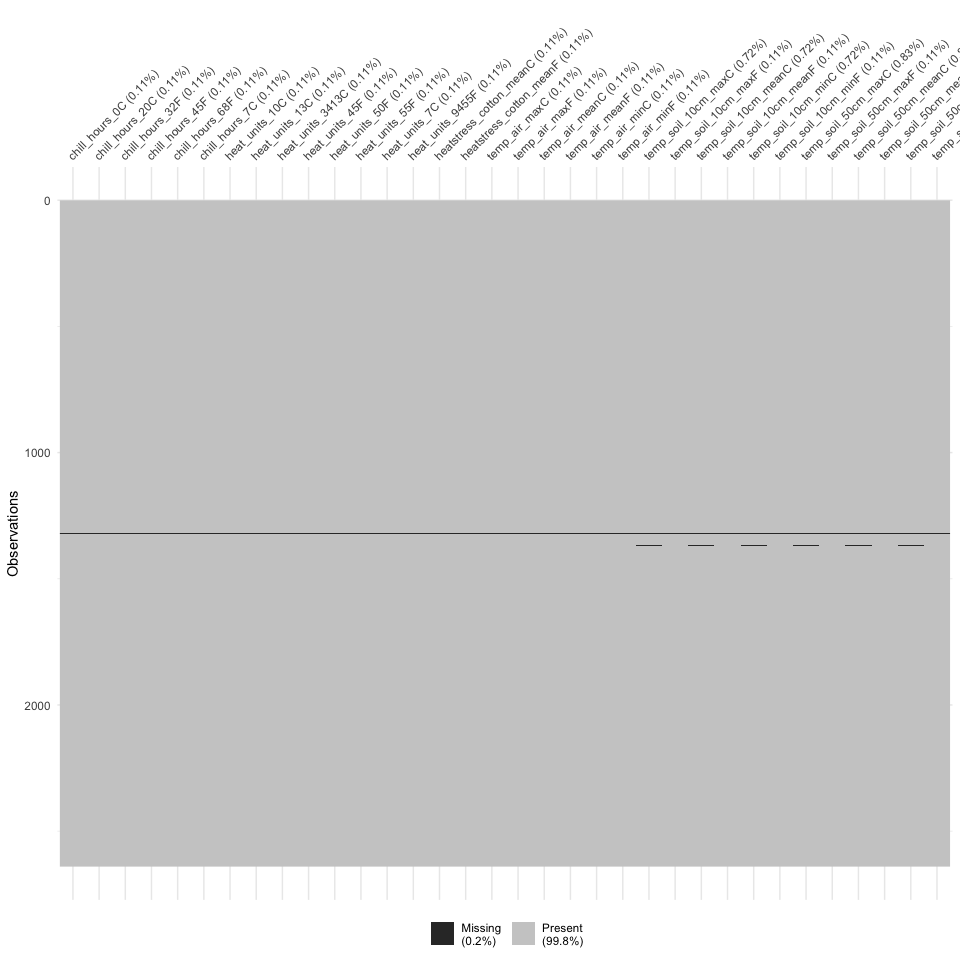 chill_hours_0C (0.11%)
chill_hours_20C (0.11%)
chill_hours_32F (0.11%)
chill_hours_45F (0.11%)
chill_hours_68F (0.11%)
chill_hours_7C (0.11%)
heat_units_10C (0.11%)
heat_units_13C (0.11%)
heat_units_3413C (0.11%)
heat_units_45F (0.11%)
heat_units_50F (0.11%)
heat_units_55F (0.11%)
heat_units_7C (0.11%)
heat_units_9455F (0.11%)
heatstress_cotton_meanC (0.11%)
heatstress_cotton_meanF (0.11%)
temp_air_maxC (0.11%)
temp_air_maxF (0.11%)
temp_air_meanC (0.11%)
temp_air_meanF (0.11%)
temp_air_minC (0.11%)
temp_air_minF (0.11%)
temp_soil_10cm_maxC (0.72%)
temp_soil_10cm_maxF (0.11%)
temp_soil_10cm_meanC (0.72%)
temp_soil_10cm_meanF (0.11%)
temp_soil_10cm_minC (0.72%)
temp_soil_10cm_minF (0.11%)
temp_soil_50cm_maxC (0.83%)
temp_soil_50cm_maxF (0.11%)
temp_soil_50cm_meanC (0.
temp_soil_50cm_mea
temp_soil_50
temp_s
0
1000
2000
Observations
Missing
(0.2%)
Present
(99.8%)